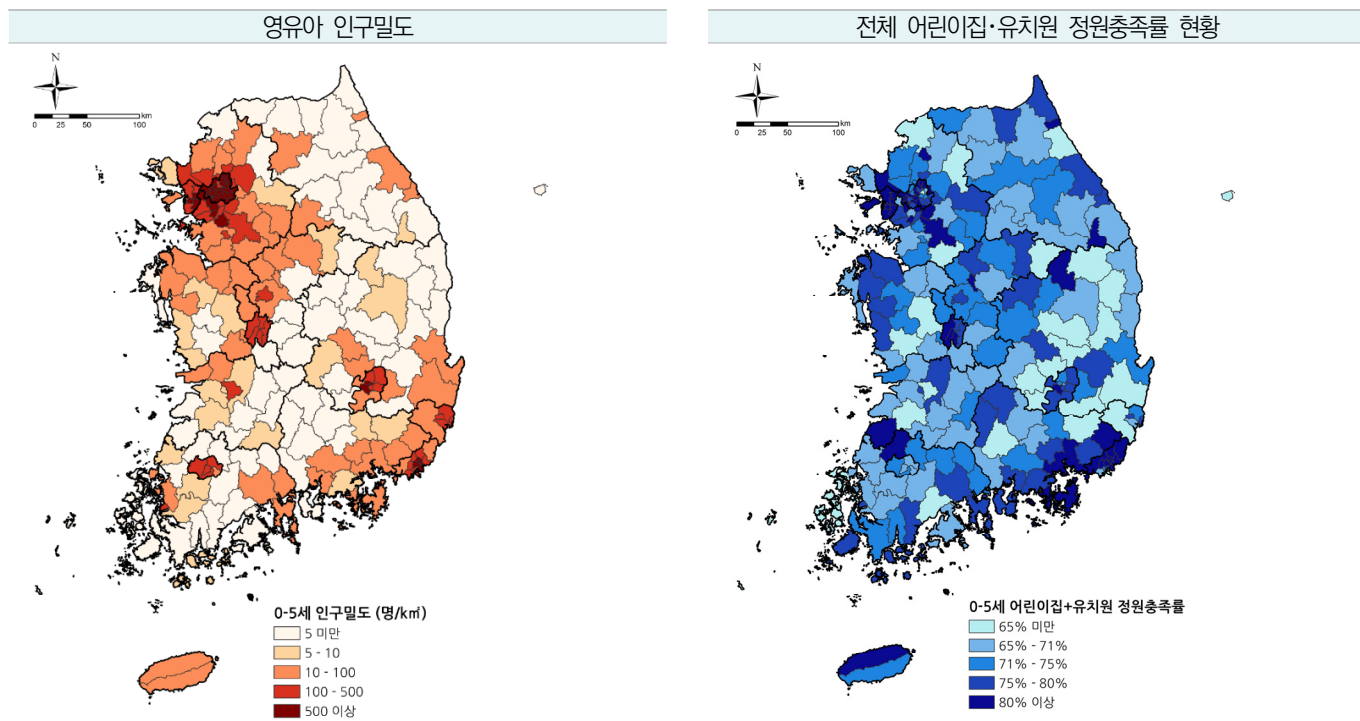 영유아 인구밀도
N
km
0 25 50 100
0-5세 인구밀도 (명/k㎡)
5 미만
5 - 10
10 - 100
100 - 500
500 이상
전체 어린이집·유치원 정원충족률 현황
N
km
0 25 50 100
0-5세 어린이집+유치원 정원충족률
65% 미만
65% - 71%
71% - 75%
75% - 80%
80% 이상